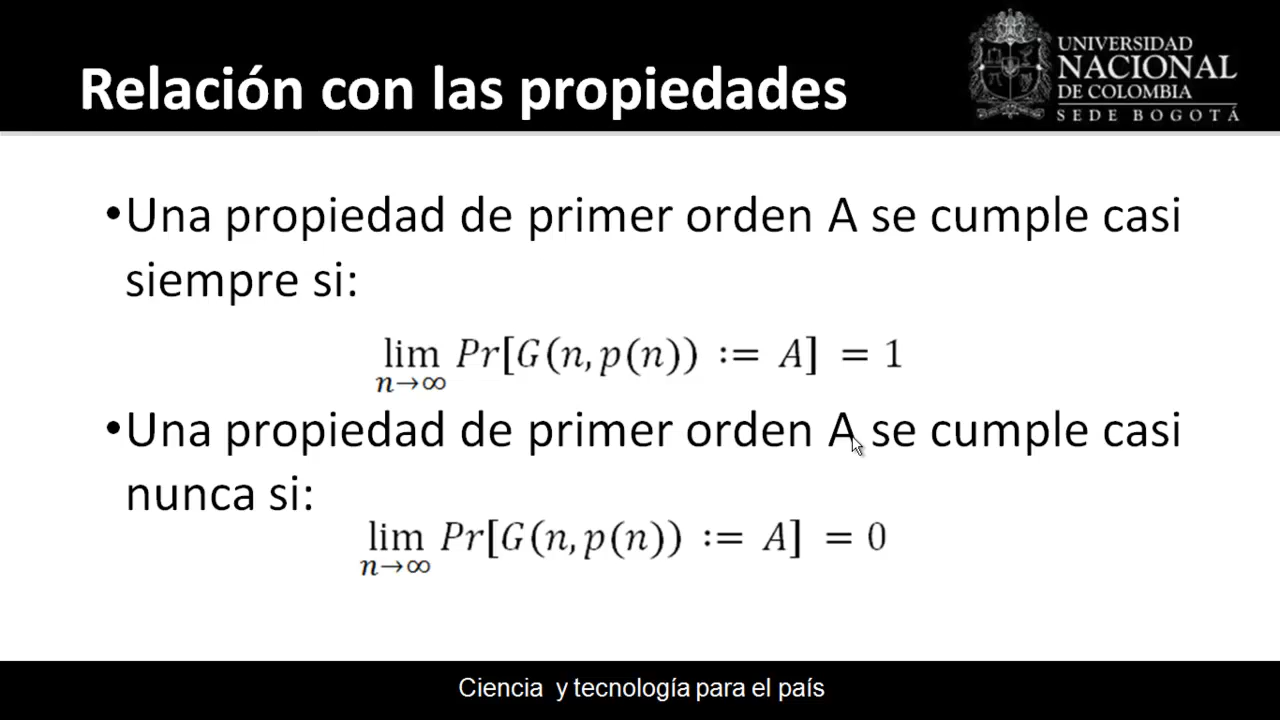 Relación con las propiedades
UNIVERSIDAD
NACIONAL
DE COLOMBIA
SEDE BOGOTÁ
•Una propiedad de primer orden A se cumple casi
siempre si:
lim Pr[G(n, p(n)) := A] = 1
n→∞
•Una propiedad de primer orden A se cumple casi
nunca si:
lim Pr[G(n, p(n)) := A] = 0
n→∞
Ciencia y tecnología para el país